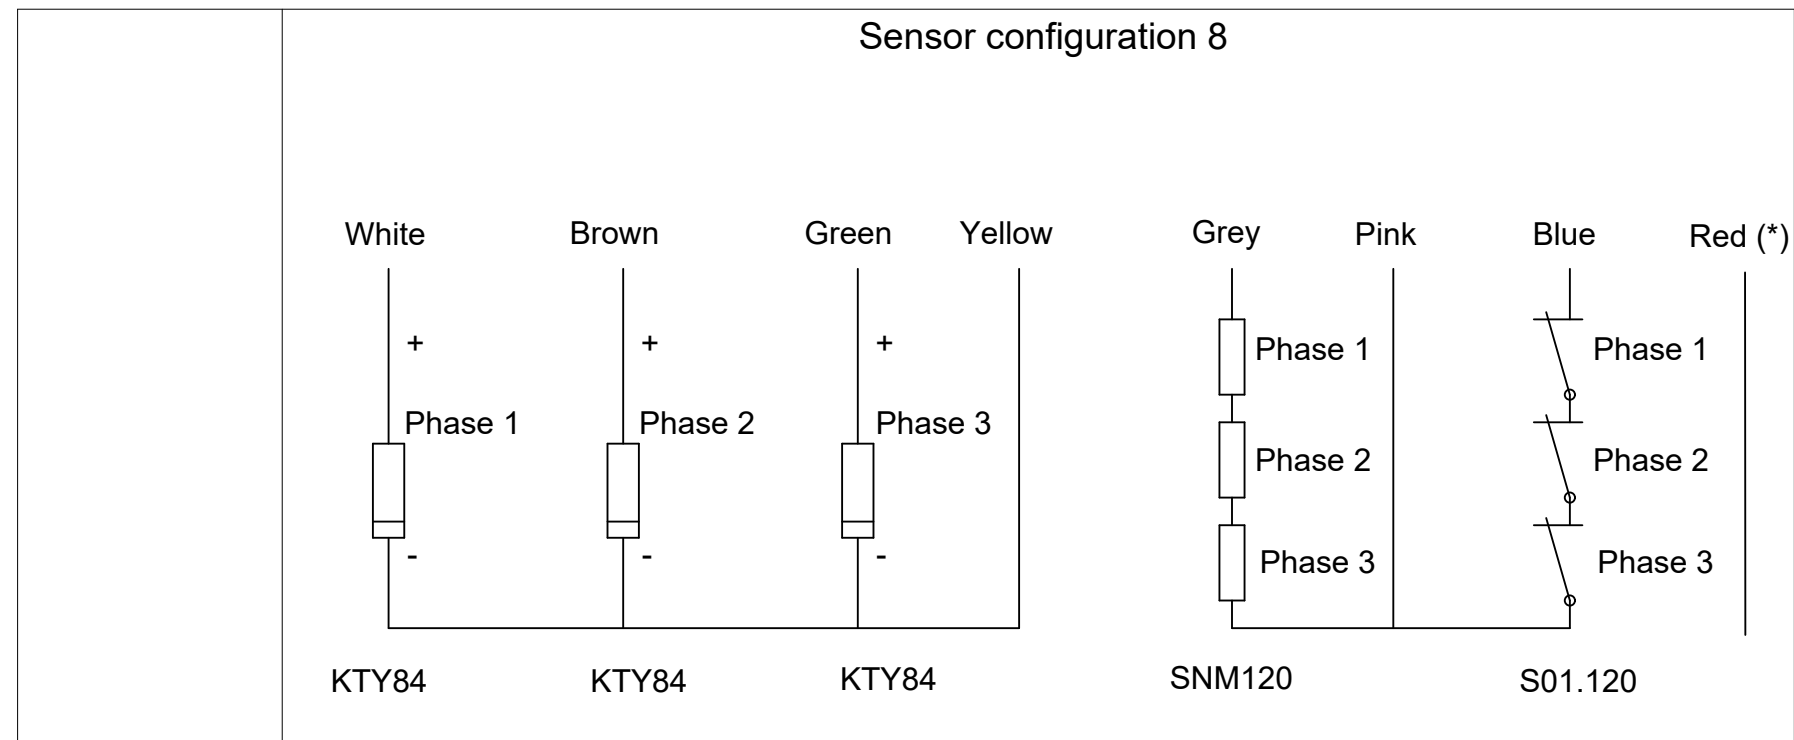 Sensor configuration 8
White Brown Green Yellow Grey Pink Blue Red (*)
+ + + Phase 1 Phase 1
Phase 1 Phase 2 Phase 3 Phase 2 Phase 2
- - - Phase 3 Phase 3
KTY84 KTY84 KTY84 SNM120 S01.120